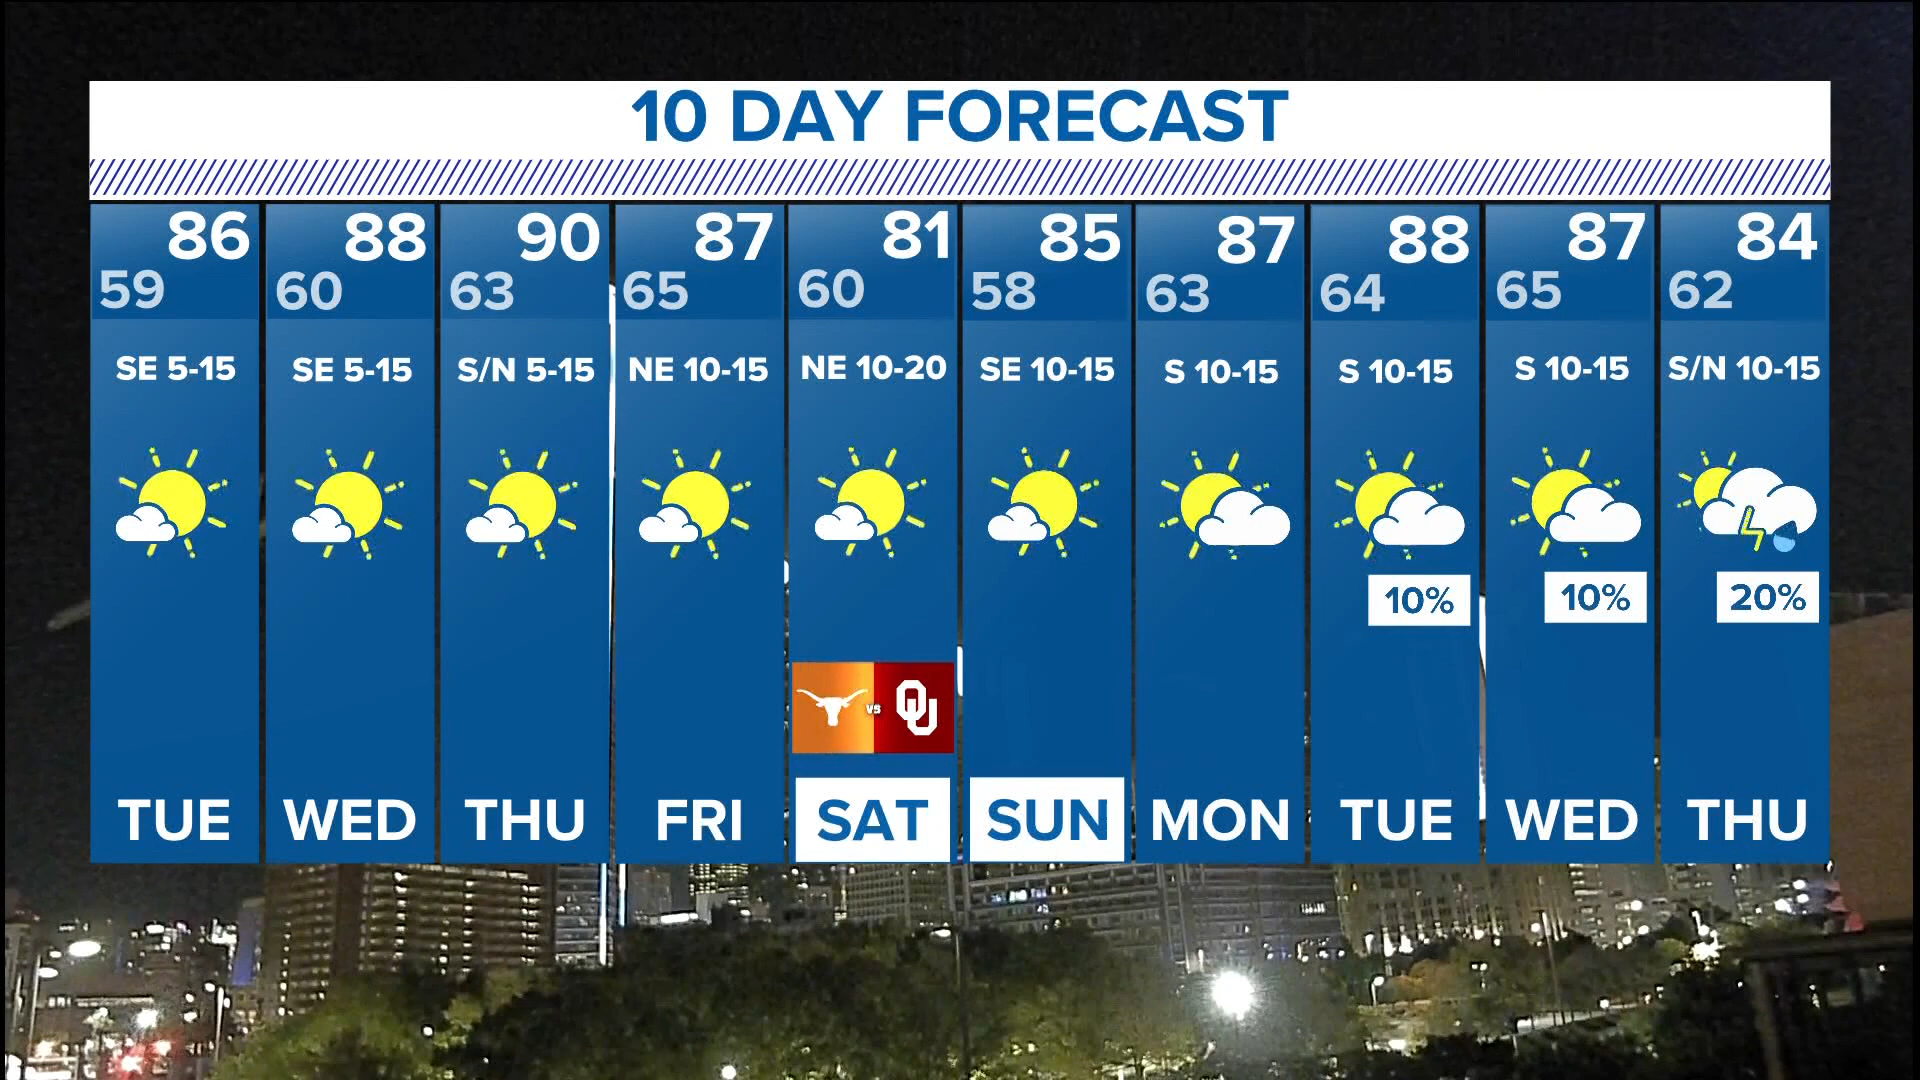 10 DAY FORECAST
86 88 90 87 81 85 87 88 87 84
59 60 63 65 60 58 63 64 65 62
SE 5-15 SE 5-15 S/N 5-15 NE 10-15 NE 10-20 SE 10-15 S 10-15 S 10-15 S 10-15 S/N 10-15
10% 10% 20%
VS OU
TUE WED THU FRI SAT SUN MON TUE WED THU